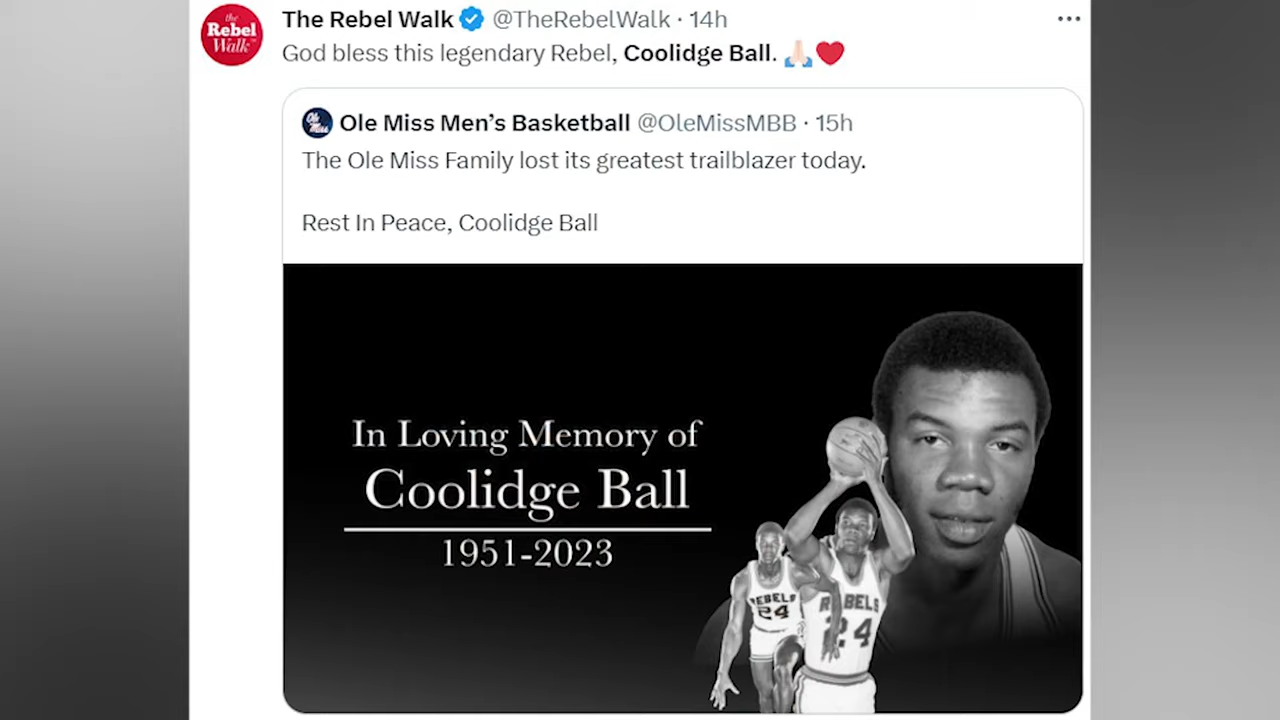 the
Rebel
Walk
The Rebel Walk @TheRebelWalk · 14h
God bless this legendary Rebel, Coolidge Ball. 🙏🏻❤️
Ole Miss
Ole Miss Men’s Basketball @OleMissMBB · 15h
The Ole Miss Family lost its greatest trailblazer today.
Rest In Peace, Coolidge Ball
In Loving Memory of
Coolidge Ball
1951-2023
REBELS
24
REBELS
24